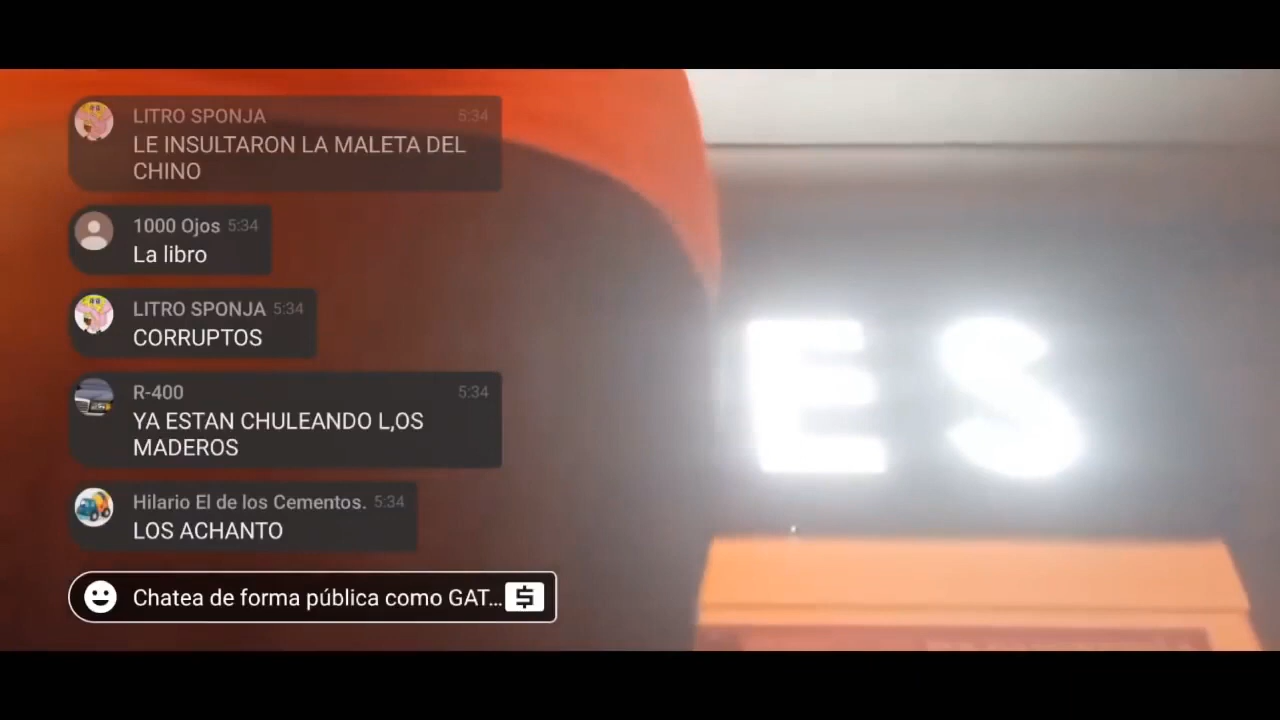 LITRO SPONJA 5:34
LE INSULTARON LA MALETA DEL
CHINO
1000 Ojos 5:34
La libro
LITRO SPONJA 5:34
CORRUPTOS
R-400 5:34
YA ESTAN CHULEANDO L,OS
MADEROS
Hilario El de los Cementos. 5:34
LOS ACHANTO
Chatea de forma pública como GAT...
ES